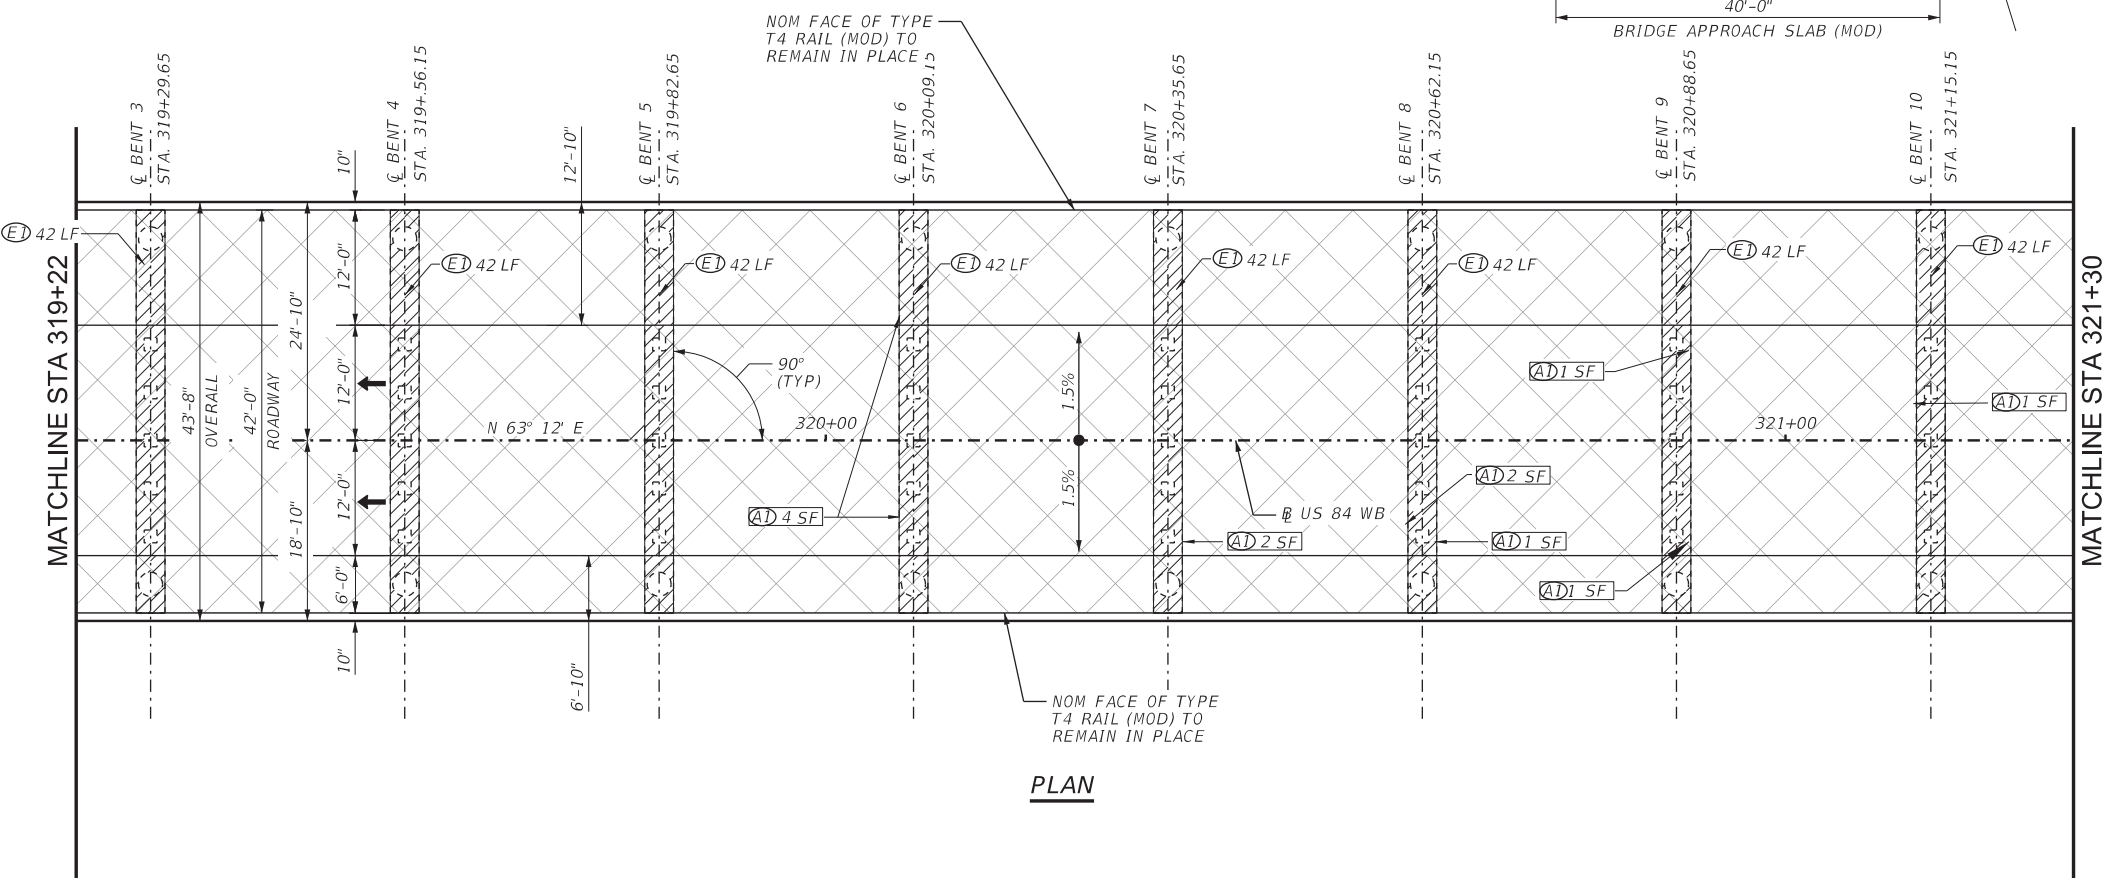 40'-0"
BRIDGE APPROACH SLAB (MOD)
NOM FACE OF TYPE
T4 RAIL (MOD) TO
REMAIN IN PLACE
℄ BENT 3
STA. 319+29.65
℄ BENT 4
STA. 319+.56.15
℄ BENT 5
STA. 319+82.65
℄ BENT 6
STA. 320+09.15
℄ BENT 7
STA. 320+35.65
℄ BENT 8
STA. 320+62.15
℄ BENT 9
STA. 320+88.65
℄ BENT 10
STA. 321+15.15
10"
12'-10"
E1 42 LF
E1 42 LF
E1 42 LF
E1 42 LF
E1 42 LF
E1 42 LF
E1 42 LF
E1 42 LF
MATCHLINE STA 319+22
43'-8"
OVERALL
42'-0"
ROADWAY
24'-10"
18'-10"
12'-0"
12'-0"
12'-0"
6'-0"
10"
6'-10"
90°
(TYP)
N 63° 12' E
320+00
1.5%
1.5%
321+00
A1 1 SF
A1 1 SF
A1 2 SF
A1 4 SF
B US 84 WB
A1 2 SF
A1 1 SF
A1 1 SF
MATCHLINE STA 321+30
NOM FACE OF TYPE
T4 RAIL (MOD) TO
REMAIN IN PLACE
PLAN